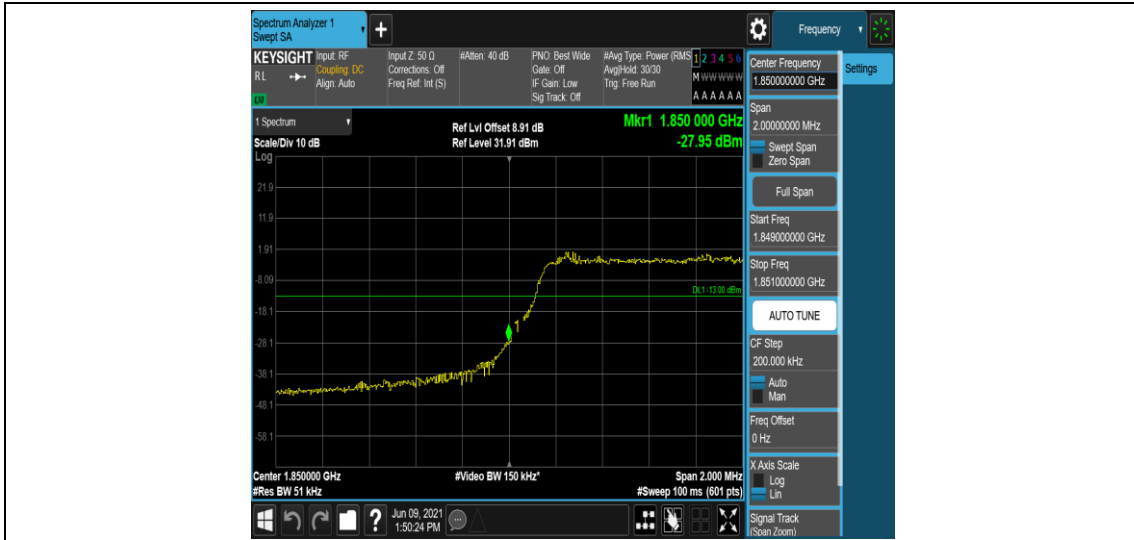 Spectrum Analyzer 1
Swept SA
Frequency
KEYSIGHT
RL
LXI
Input: RF
Coupling: DC
Align: Auto
Input Z: 50 Ω
Corrections: Off
Freq Ref: Int (S)
#Atten: 40 dB
PNO: Best Wide
Gate: Off
IF Gain: Low
Sig Track: Off
#Avg Type: Power (RMS
Avg|Hold: 30/30
Trig: Free Run
1 2 3 4 5 6
M W W W W W
A A A A A A
Center Frequency
1.850000000 GHz
Settings
1 Spectrum
Scale/Div 10 dB
Log
Ref Lvl Offset 8.91 dB
Ref Level 31.91 dBm
Mkr1 1.850 000 GHz
-27.95 dBm
21.9
11.9
1.91
-8.09
-18.1
-28.1
-38.1
-48.1
-58.1
DL1 -13.00 dBm
1
Span
2.00000000 MHz
Swept Span
Zero Span
Full Span
Start Freq
1.849000000 GHz
Stop Freq
1.851000000 GHz
AUTO TUNE
CF Step
200.000 kHz
Auto
Man
Freq Offset
0 Hz
X Axis Scale
Log
Lin
Signal Track
(Span Zoom)
Center 1.850000 GHz
#Res BW 51 kHz
#Video BW 150 kHz*
Span 2.000 MHz
#Sweep 100 ms (601 pts)
?
Jun 09, 2021
1:50:24 PM